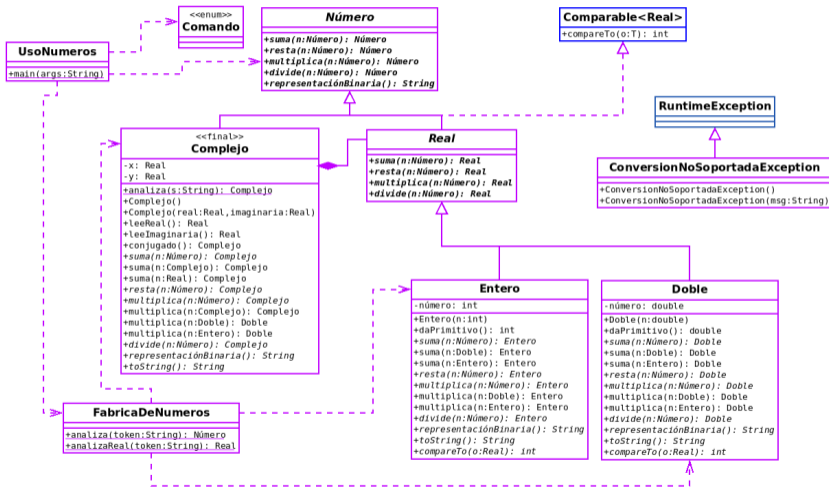 <<enum>>
Comando
UsoNumeros
+main(args:String)
Número
+suma(n:Número): Número
+resta(n:Número): Número
+multiplica(n:Número): Número
+divide(n:Número): Número
+representaciónBinaria(): String
Comparable<Real>
+compareTo(o:T): int
RuntimeException
ConversionNoSoportadaException
+ConversionNoSoportadaException()
+ConversionNoSoportadaException(msg:String)
<<final>>
Complejo
-x: Real
-y: Real
+analiza(s:String): Complejo
+Complejo()
+Complejo(real:Real,imaginaria:Real)
+leeReal(): Real
+leeImaginaria(): Real
+conjugado(): Complejo
+suma(n:Número): Complejo
+suma(n:Complejo): Complejo
+suma(n:Real): Complejo
+resta(n:Número): Complejo
+multiplica(n:Número): Complejo
+multiplica(n:Complejo): Complejo
+multiplica(n:Doble): Doble
+multiplica(n:Entero): Doble
+divide(n:Número): Complejo
+representaciónBinaria(): String
+toString(): String
Real
+suma(n:Número): Real
+resta(n:Número): Real
+multiplica(n:Número): Real
+divide(n:Número): Real
Entero
-número: int
+Entero(n:int)
+daPrimitivo(): int
+suma(n:Número): Entero
+suma(n:Doble): Entero
+suma(n:Entero): Entero
+resta(n:Número): Entero
+multiplica(n:Número): Entero
+multiplica(n:Doble): Entero
+multiplica(n:Entero): Entero
+divide(n:Número): Entero
+representaciónBinaria(): String
+toString(): String
+compareTo(o:Real): int
Doble
-número: double
+Doble(n:double)
+daPrimitivo(): double
+suma(n:Número): Doble
+suma(n:Doble): Doble
+suma(n:Entero): Doble
+resta(n:Número): Doble
+multiplica(n:Número): Doble
+multiplica(n:Doble): Doble
+multiplica(n:Entero): Doble
+divide(n:Número): Doble
+representaciónBinaria(): String
+toString(): String
+compareTo(o:Real): int
FabricaDeNumeros
+analiza(token:String): Número
+analizaReal(token:String): Real